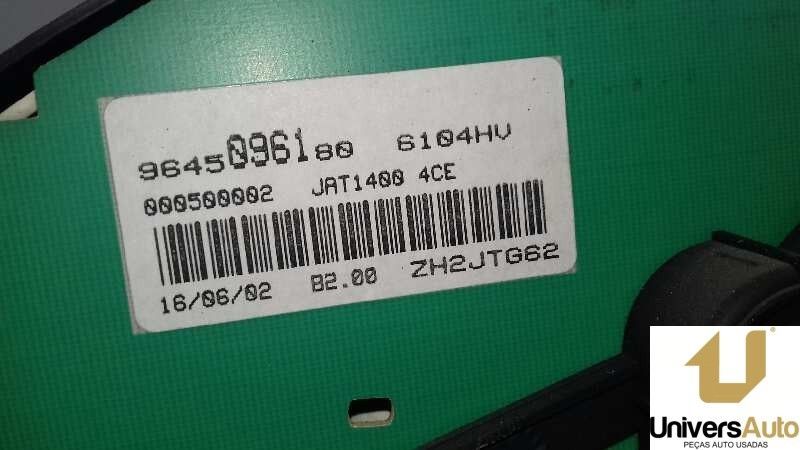 9645096180 6104HV
000500002 JAT1400 4CE
16/06/02 B2.00 ZH2JTG62
UniversAuto
PEÇAS AUTO USADAS